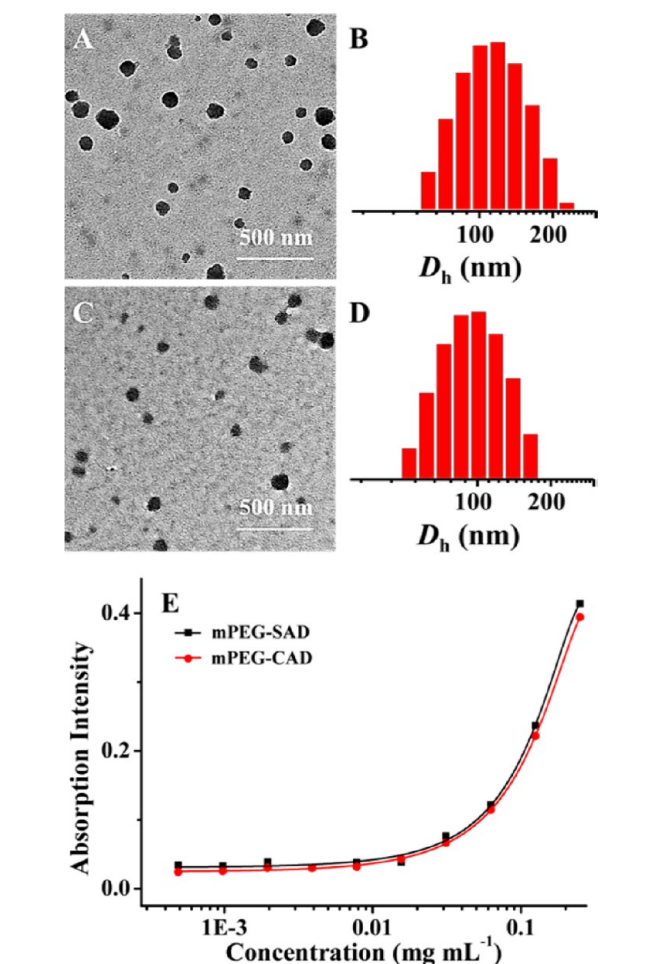 A
500 nm
B
100 200
Dh (nm)
C
500 nm
D
100 200
Dh (nm)
E
mPEG-SAD
mPEG-CAD
Absorption Intensity
0.4
0.2
0.0
1E-3 0.01 0.1
Concentration (mg mL⁻¹)